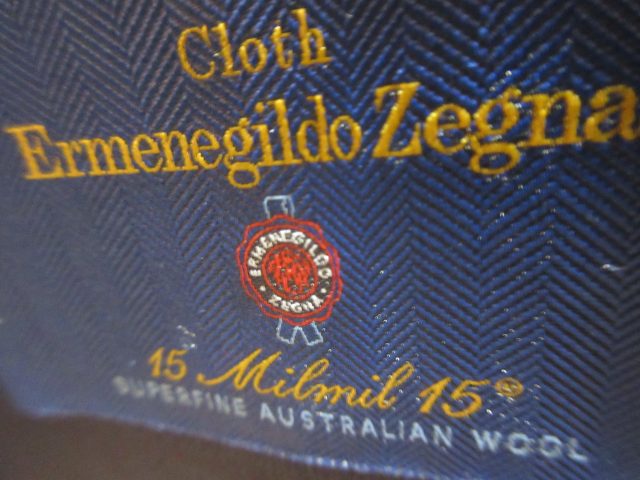 Cloth
Ermenegildo Zegna
ERMENEGILDO
ZEGNA
15 Milmil 15®
SUPERFINE AUSTRALIAN WOOL